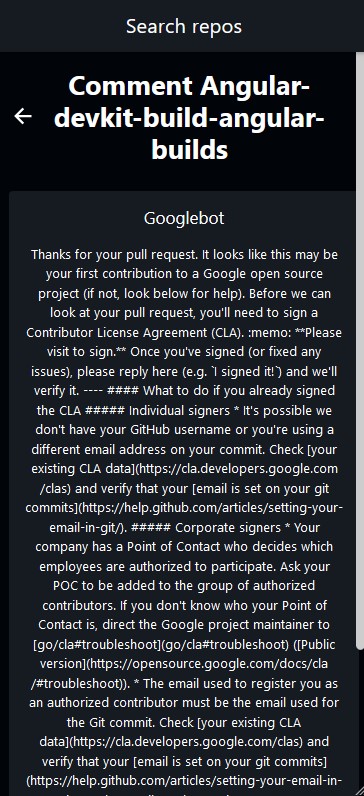 Search repos
Comment Angular-
devkit-build-angular-
builds
Googlebot
Thanks for your pull request. It looks like this may be
your first contribution to a Google open source
project (if not, look below for help). Before we can
look at your pull request, you'll need to sign a
Contributor License Agreement (CLA). :memo: **Please
visit to sign.** Once you've signed (or fixed any
issues), please reply here (e.g. `I signed it!`) and we'll
verify it. ---- #### What to do if you already signed
the CLA ##### Individual signers * It's possible we
don't have your GitHub username or you're using a
different email address on your commit. Check [your
existing CLA data](https://cla.developers.google.com
/clas) and verify that your [email is set on your git
commits](https://help.github.com/articles/setting-your-
email-in-git/). ##### Corporate signers * Your
company has a Point of Contact who decides which
employees are authorized to participate. Ask your
POC to be added to the group of authorized
contributors. If you don't know who your Point of
Contact is, direct the Google project maintainer to
[go/cla#troubleshoot](go/cla#troubleshoot) ([Public
version](https://opensource.google.com/docs/cla
/#troubleshoot)). * The email used to register you as
an authorized contributor must be the email used for
the Git commit. Check [your existing CLA
data](https://cla.developers.google.com/clas) and
verify that your [email is set on your git commits]
(https://help.github.com/articles/setting-your-email-in-